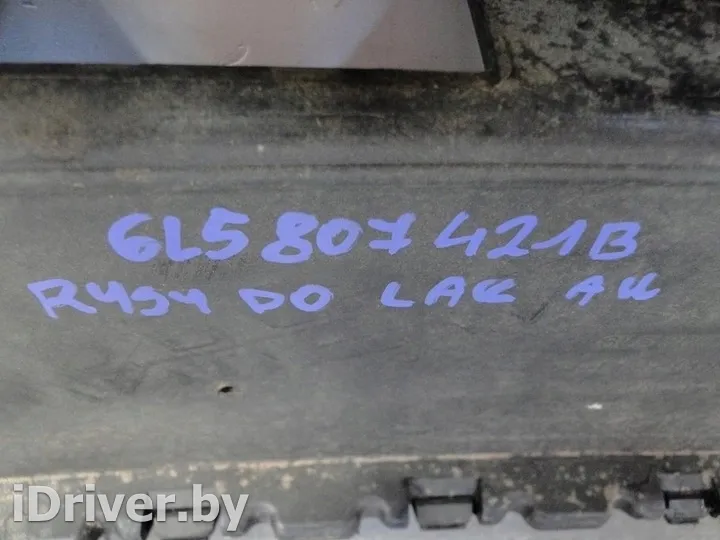 6L5 807 421B
RYSY DO LAK AK
iDriver.by